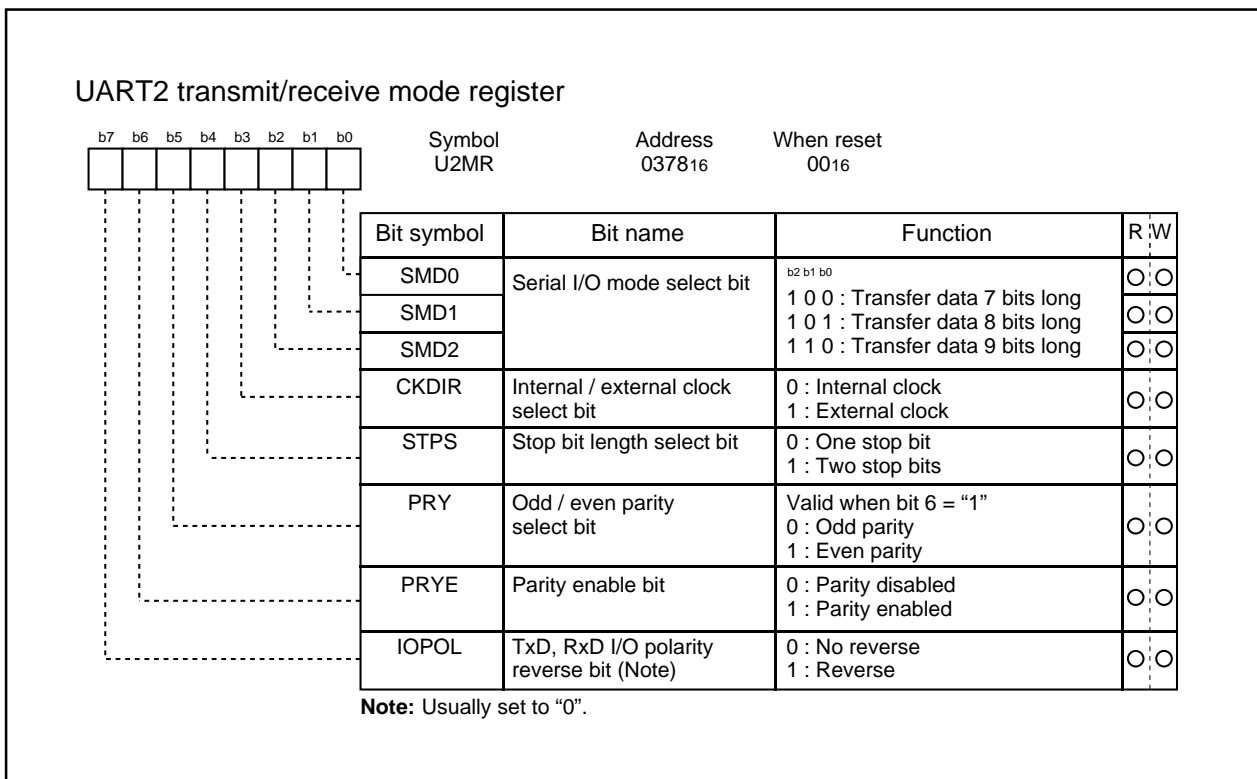 UART2 transmit/receive mode register
b7 b6 b5 b4 b3 b2 b1 b0
Symbol Address When reset
U2MR 037816 0016
Bit symbol Bit name Function R W
SMD0 Serial I/O mode select bit b2 b1 b0
1 0 0 : Transfer data 7 bits long
SMD1 1 0 1 : Transfer data 8 bits long
SMD2 1 1 0 : Transfer data 9 bits long
CKDIR Internal / external clock 0 : Internal clock
select bit 1 : External clock
STPS Stop bit length select bit 0 : One stop bit
1 : Two stop bits
PRY Odd / even parity Valid when bit 6 = “1”
select bit 0 : Odd parity
1 : Even parity
PRYE Parity enable bit 0 : Parity disabled
1 : Parity enabled
IOPOL TxD, RxD I/O polarity 0 : No reverse
reverse bit (Note) 1 : Reverse
Note: Usually set to “0”.